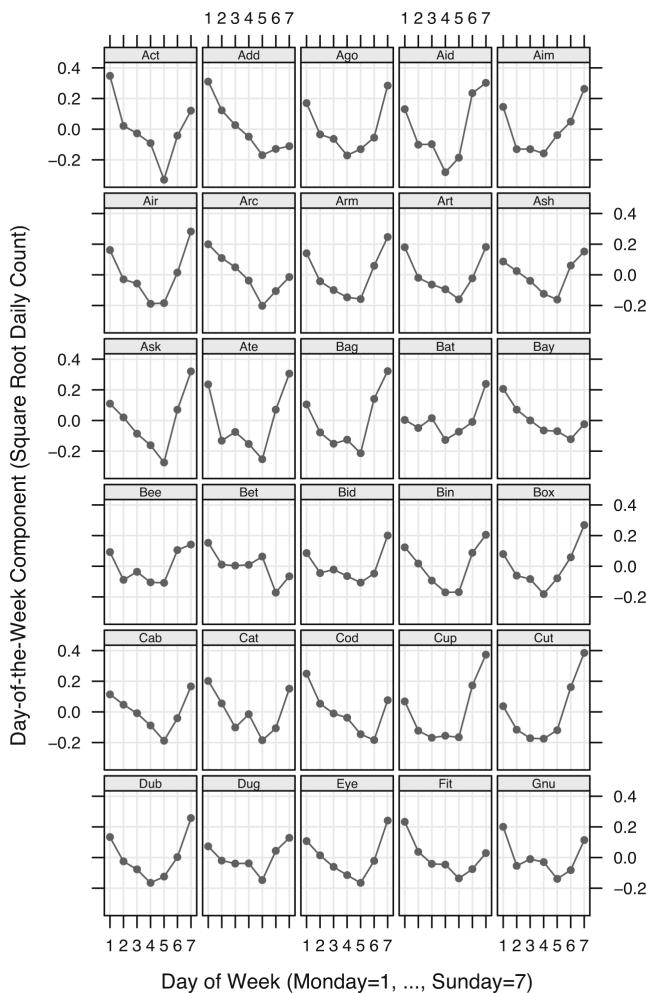 1 2 3 4 5 6 7 1 2 3 4 5 6 7
Act Add Ago Aid Aim
0.4
0.2
0.0
−0.2
Air Arc Arm Art Ash
0.4
0.2
0.0
−0.2
Ask Ate Bag Bat Bay
0.4
0.2
0.0
−0.2
Bee Bet Bid Bin Box
0.4
0.2
0.0
−0.2
Cab Cat Cod Cup Cut
0.4
0.2
0.0
−0.2
Dub Dug Eye Fit Gnu
0.4
0.2
0.0
−0.2
1 2 3 4 5 6 7 1 2 3 4 5 6 7 1 2 3 4 5 6 7
Day of Week (Monday=1, ..., Sunday=7)
Day-of-the-Week Component (Square Root Daily Count)